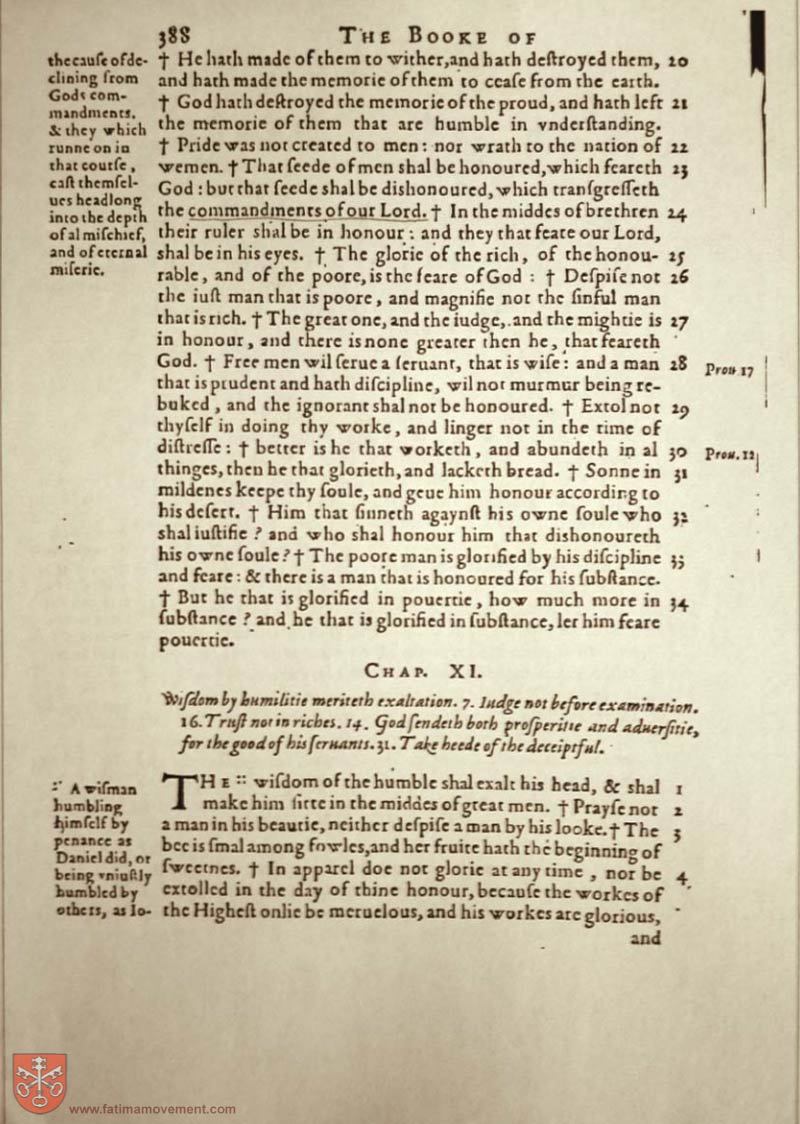 388 THE BOOKE OF
the cauſe of de-
clining from
Gods com-
mandments.
& they which
runne on in
that courſe,
caſt themſel-
ues headlong
into the depth
of al miſchief,
and of eternal
miſerie.
† He hath made of them to wither, and hath deſtroyed them, 20
and hath made the memorie of them to ceaſe from the earth.
† God hath deſtroyed the memorie of the proud, and hath left 21
the memorie of them that are humble in vnderſtanding.
† Pride was not created to men: nor wrath to the nation of 22
wemen. † That ſeede of men shal be honoured, which feareth 23
God: but that ſeede shal be dishonoured, which tranſgreſſeth
the commandments of our Lord. † In the middes of brethren 24
their ruler shal be in honour: and they that feare our Lord,
shal be in his eyes. † The glorie of the rich, of the honou- 25
rable, and of the poore, is the feare of God: † Deſpiſe not 26
the iuſt man that is poore, and magnifie not the ſinful man
that is rich. † The great one, and the iudge, and the mightie is 27
in honour, and there is none greater then he, that feareth
God. † Free men wil ſerue a ſeruant, that is wiſe: and a man 28 Prou 17
that is prudent and hath diſcipline, wil not murmur being re-
buked, and the ignorant shal not be honoured. † Extol not 29
thyſelf in doing thy worke, and linger not in the time of
diſtreſſe: † better is he that worketh, and abundeth in al 30 Prou. 12
thinges, then he that glorieth, and lacketh bread. † Sonne in 31
mildenes keepe thy ſoule, and geue him honour according to
his deſert. † Him that ſinneth agaynſt his owne ſoule who 32
shal iuſtifie? and who shal honour him that dishonoureth
his owne ſoule? † The poore man is glorified by his diſcipline 33
and feare: & there is a man that is honoured for his ſubſtance.
† But he that is glorified in pouertie, how much more in 34
ſubſtance? and he that is glorified in ſubſtance, let him feare
pouertie.
CHAP. XI.
Wiſdom by humilitie meriteth exaltation. 7. Iudge not before examination.
16. Truſt not in riches. 14. God ſendeth both proſperitie and aduerſitie,
for the good of his ſeruants. 31. Take heede of the deceiptful.
:: A wiſman
humbling
himſelf by
penance as
Daniel did, or
being vniuſtly
humbled by
others, as Io-
THE :: wiſdom of the humble shal exalt his head, & shal 1
make him ſitte in the middes of great men. † Prayſe not 2
a man in his beautie, neither deſpiſe a man by his looke. † The 3
bee is ſmal among fowles, and her fruite hath the beginning of
ſweetnes. † In apparel doe not glorie at any time, nor be 4
extolled in the day of thine honour, becauſe the workes of
the Higheſt onlie be meruelous, and his workes are glorious,
and
www.fatimamovement.com